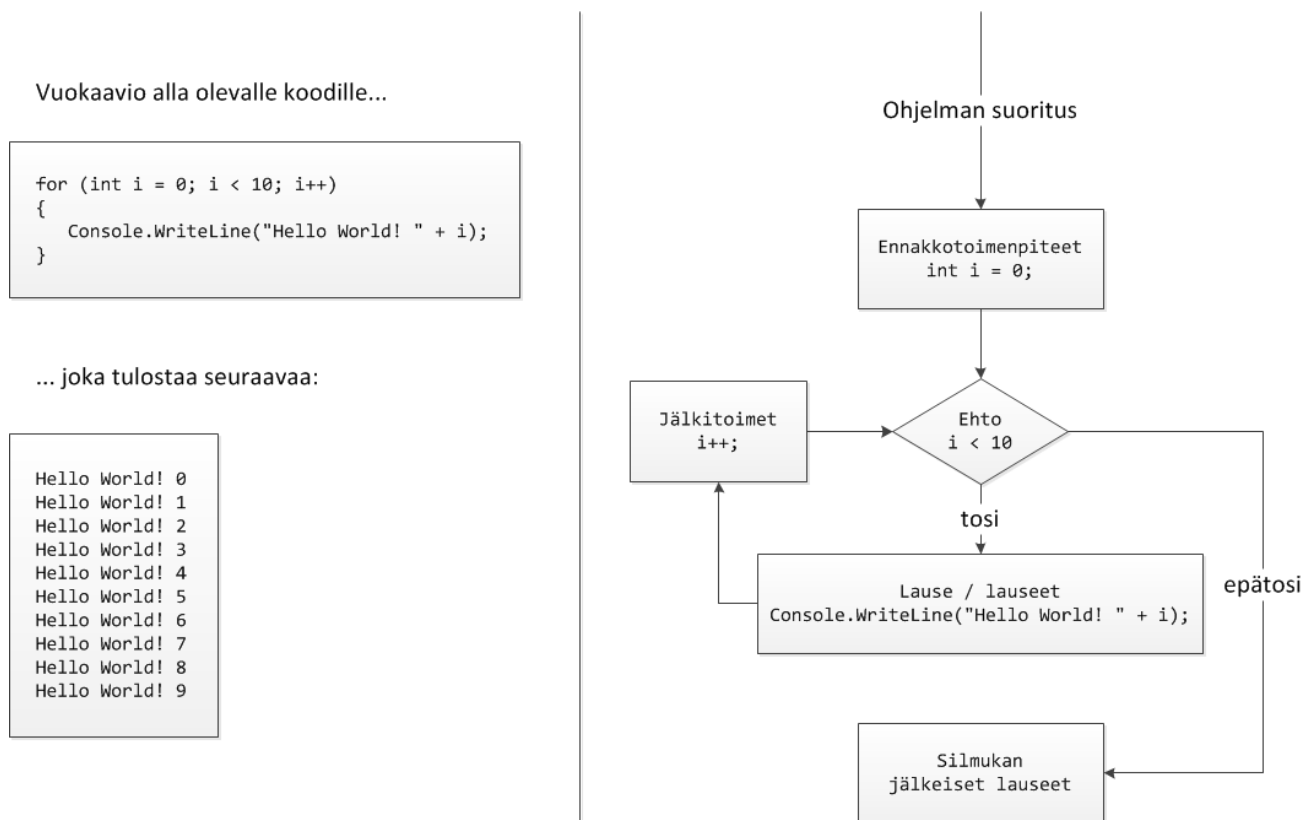 Vuokaavio alla olevalle koodille...
for (int i = 0; i < 10; i++)
{
Console.WriteLine("Hello World! " + i);
}
... joka tulostaa seuraavaa:
Hello World! 0
Hello World! 1
Hello World! 2
Hello World! 3
Hello World! 4
Hello World! 5
Hello World! 6
Hello World! 7
Hello World! 8
Hello World! 9
Ohjelman suoritus
Ennakkotoimenpiteet
int i = 0;
Jälkitoimet
i++;
Ehto
i < 10
tosi
epätosi
Lause / lauseet
Console.WriteLine("Hello World! " + i);
Silmukan
jälkeiset lauseet